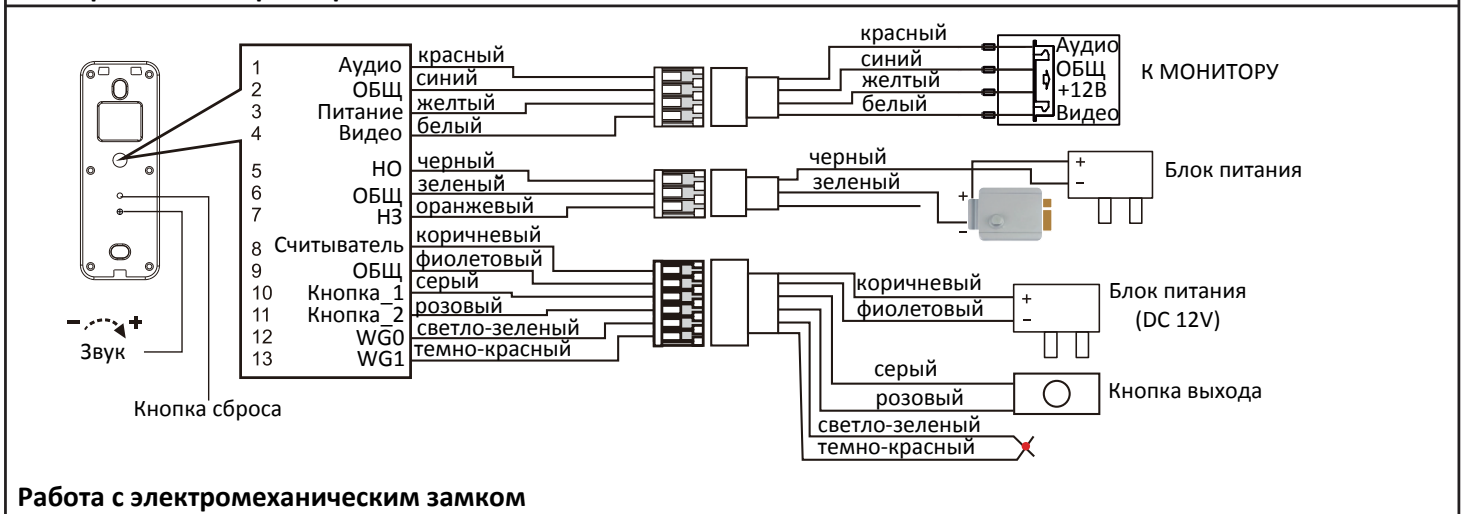 1 Аудио красный
2 ОБЩ синий
3 Питание желтый
4 Видео белый
5 НО черный
6 ОБЩ зеленый
7 НЗ оранжевый
8 Считыватель коричневый
9 ОБЩ фиолетовый
10 Кнопка_1 серый
11 Кнопка_2 розовый
12 WG0 светло-зеленый
13 WG1 темно-красный
красный Аудио
синий ОБЩ
желтый +12В
белый Видео
К МОНИТОРУ
черный
зеленый
+
−
+
−
Блок питания
коричневый
фиолетовый
+
−
Блок питания
(DC 12V)
серый
розовый
Кнопка выхода
светло-зеленый
темно-красный
− +
Звук
Кнопка сброса
Работа с электромеханическим замком